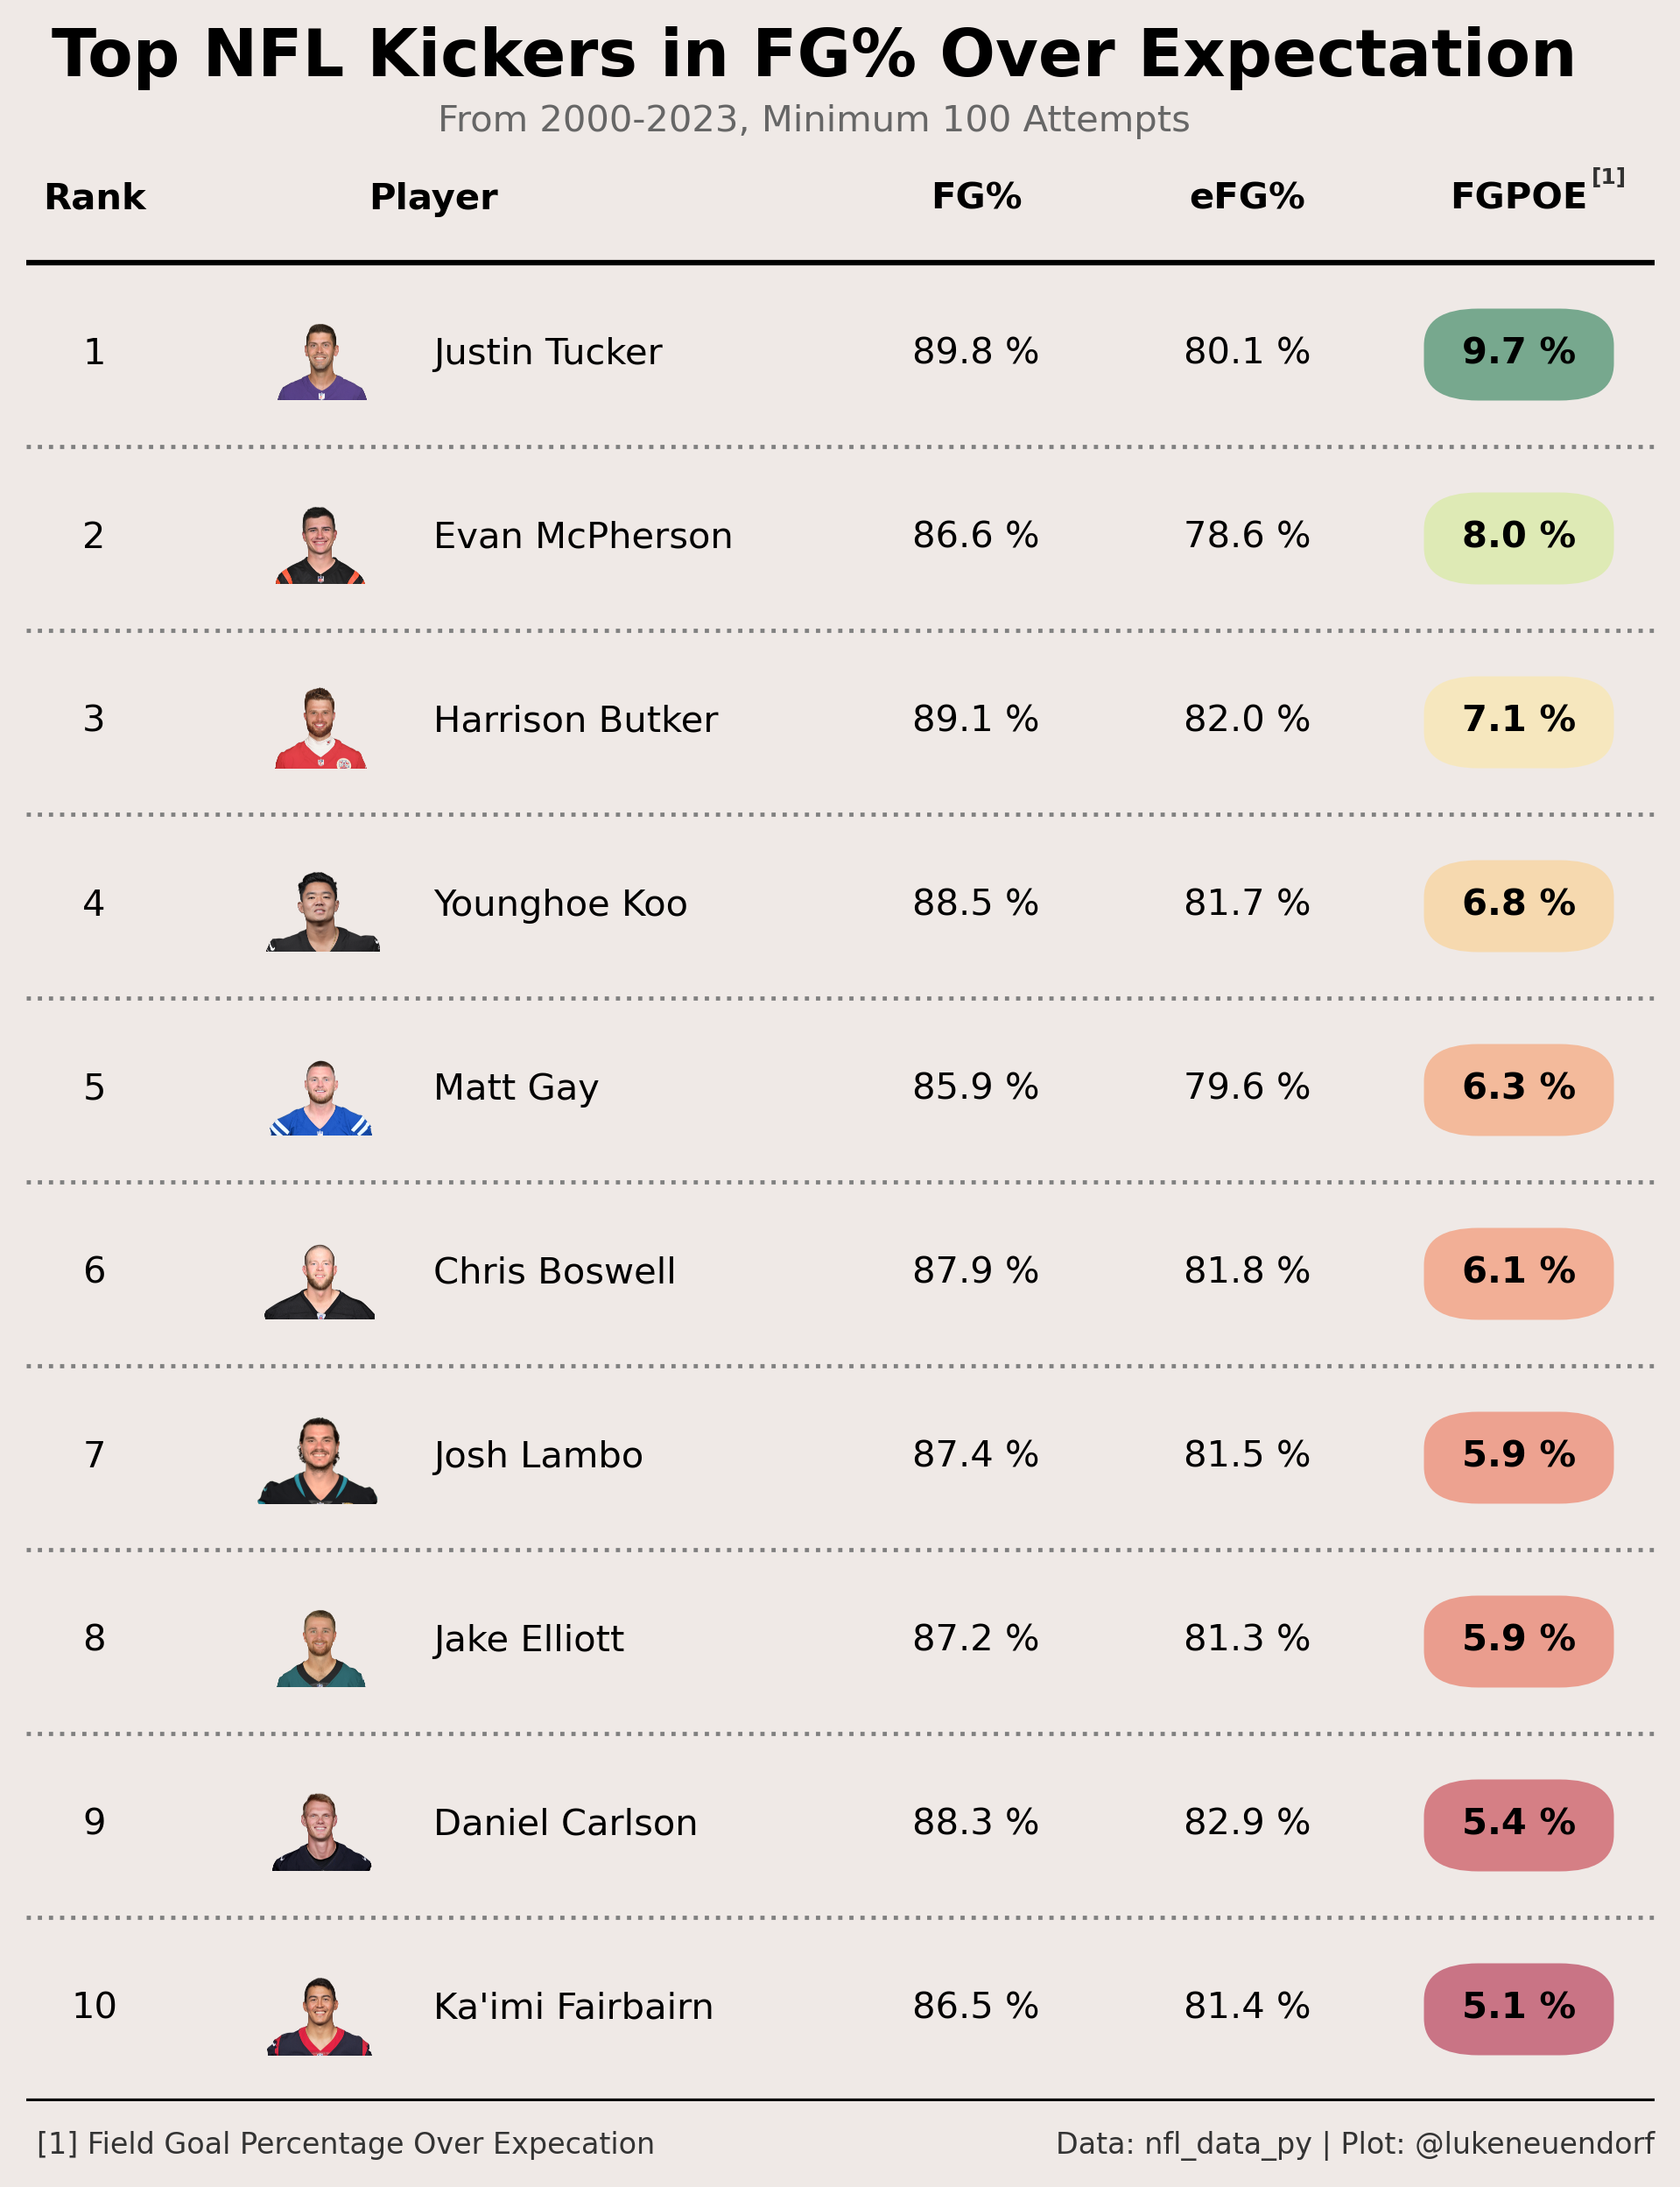 Top NFL Kickers in FG% Over Expectation
From 2000-2023, Minimum 100 Attempts
Rank Player FG% eFG% FGPOE [1]
1 Justin Tucker 89.8 % 80.1 % 9.7 %
2 Evan McPherson 86.6 % 78.6 % 8.0 %
3 Harrison Butker 89.1 % 82.0 % 7.1 %
4 Younghoe Koo 88.5 % 81.7 % 6.8 %
5 Matt Gay 85.9 % 79.6 % 6.3 %
6 Chris Boswell 87.9 % 81.8 % 6.1 %
7 Josh Lambo 87.4 % 81.5 % 5.9 %
8 Jake Elliott 87.2 % 81.3 % 5.9 %
9 Daniel Carlson 88.3 % 82.9 % 5.4 %
10 Ka'imi Fairbairn 86.5 % 81.4 % 5.1 %
[1] Field Goal Percentage Over Expecation Data: nfl_data_py | Plot: @lukeneuendorf